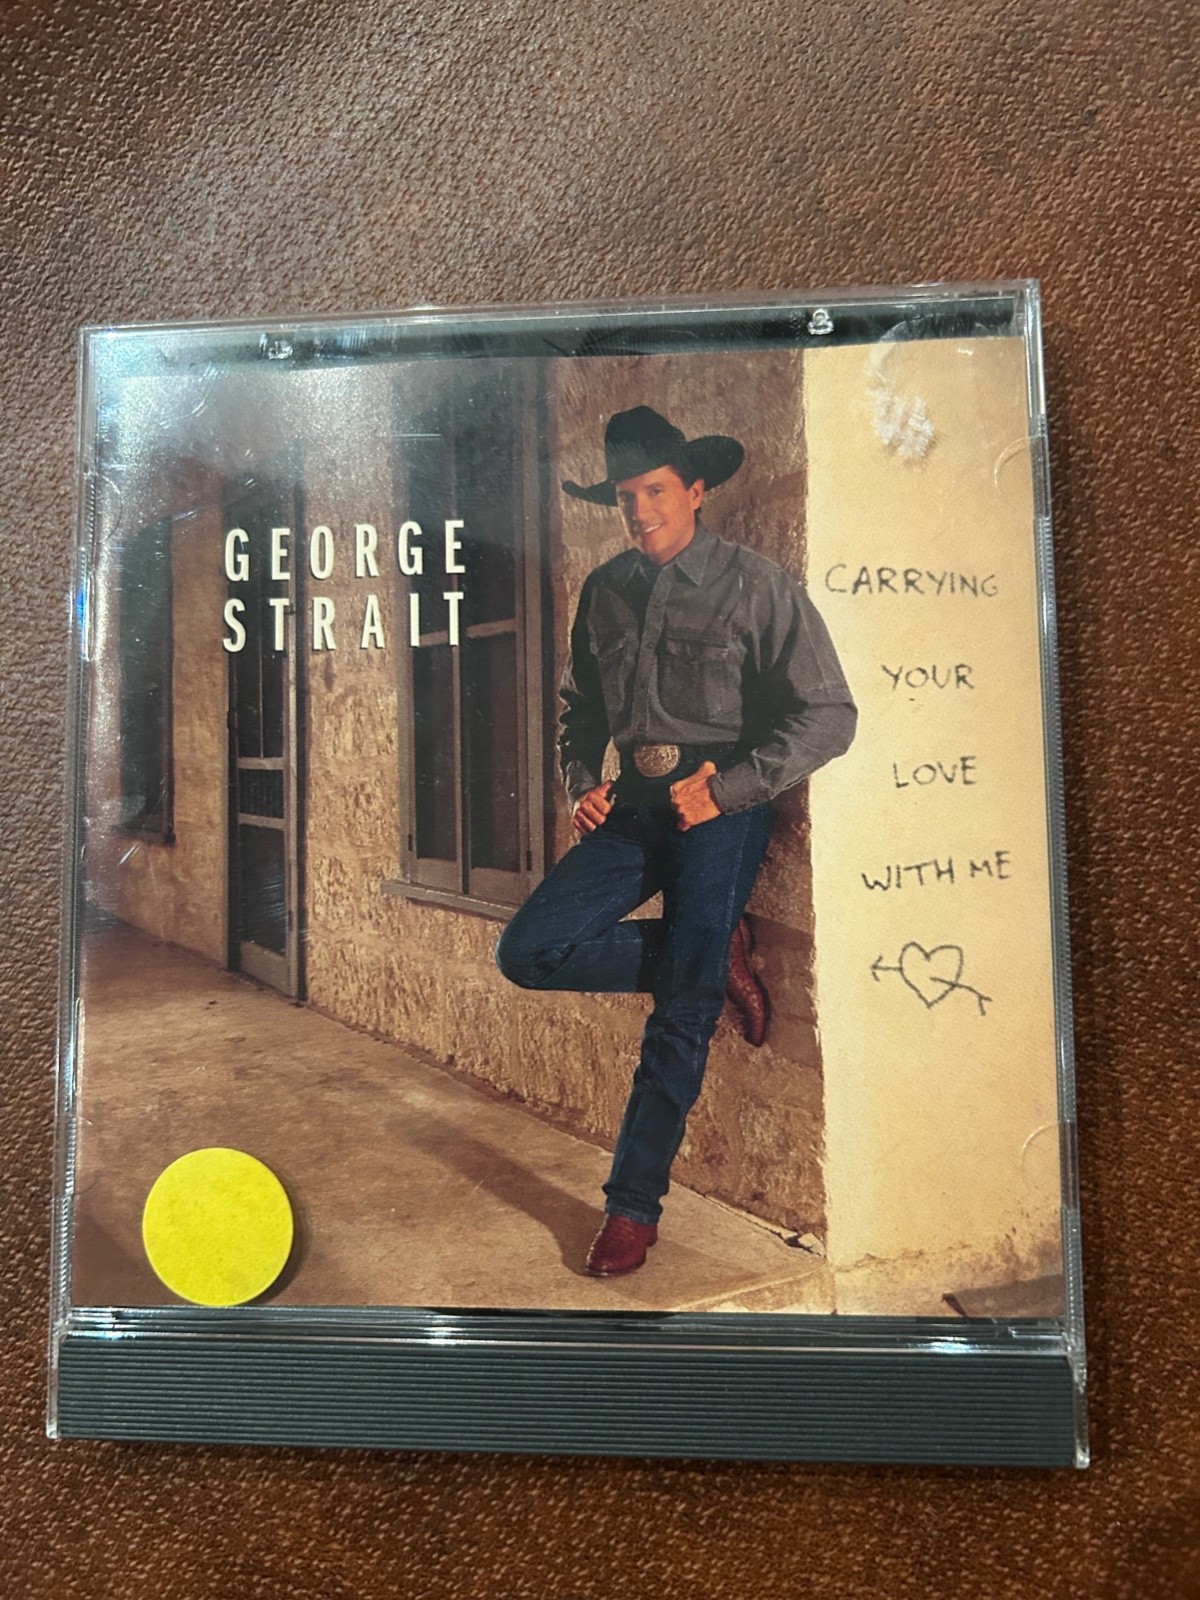 GEORGE
STRAIT
CARRYING
YOUR
LOVE
WITH ME